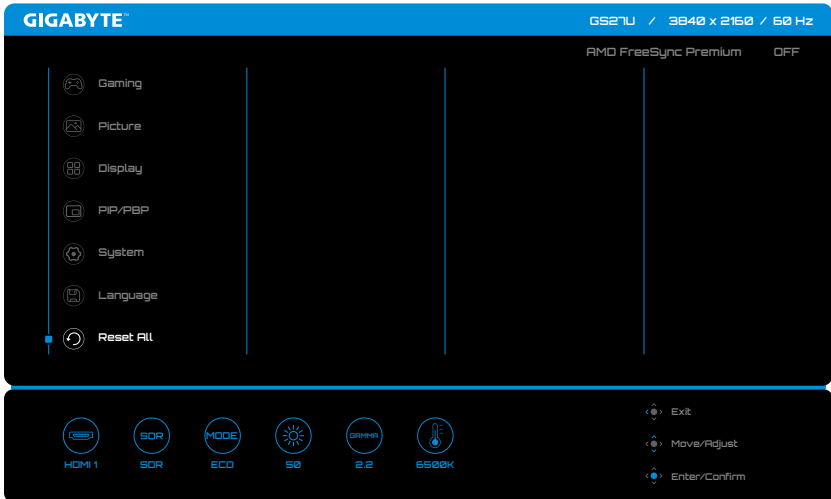 GIGABYTE™
GS27U / 3840 x 2160 / 60 Hz
AMD FreeSync Premium OFF
Gaming
Picture
Display
PIP/PBP
System
Language
Reset All
SDR MODE GAMMA
HDMI 1 SDR ECO 50 2.2 6500K
Exit
Move/Adjust
Enter/Confirm